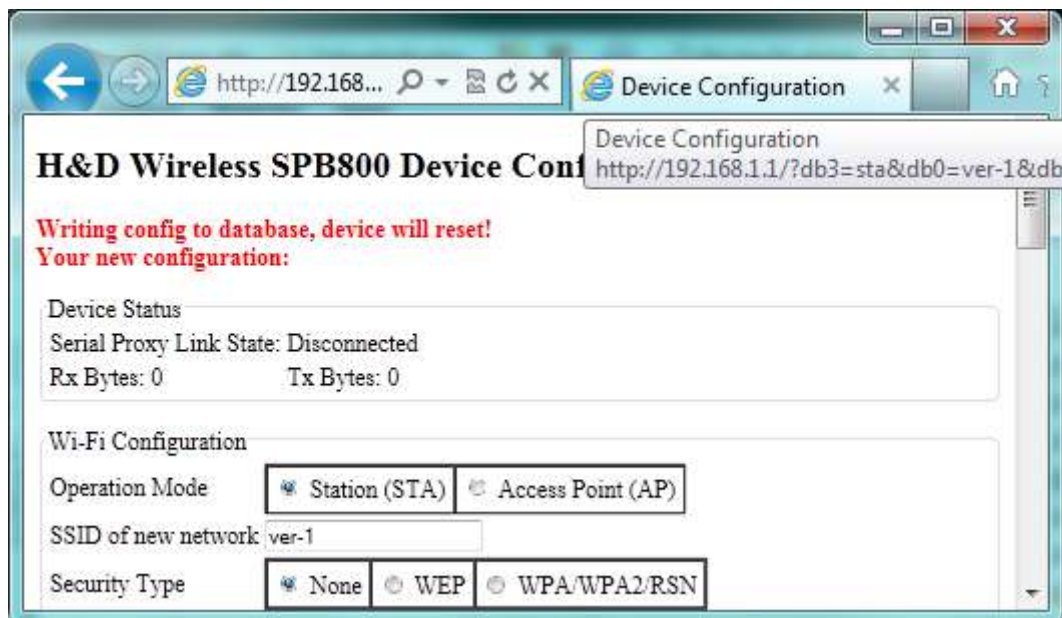 http://192.168...
Device Configuration
Device Configuration
http://192.168.1.1/?db3=sta&db0=ver-1&db
H&D Wireless SPB800 Device Conf
Writing config to database, device will reset!
Your new configuration:
Device Status
Serial Proxy Link State: Disconnected
Rx Bytes: 0 Tx Bytes: 0
Wi-Fi Configuration
Operation Mode Station (STA) Access Point (AP)
SSID of new network ver-1
Security Type None WEP WPA/WPA2/RSN